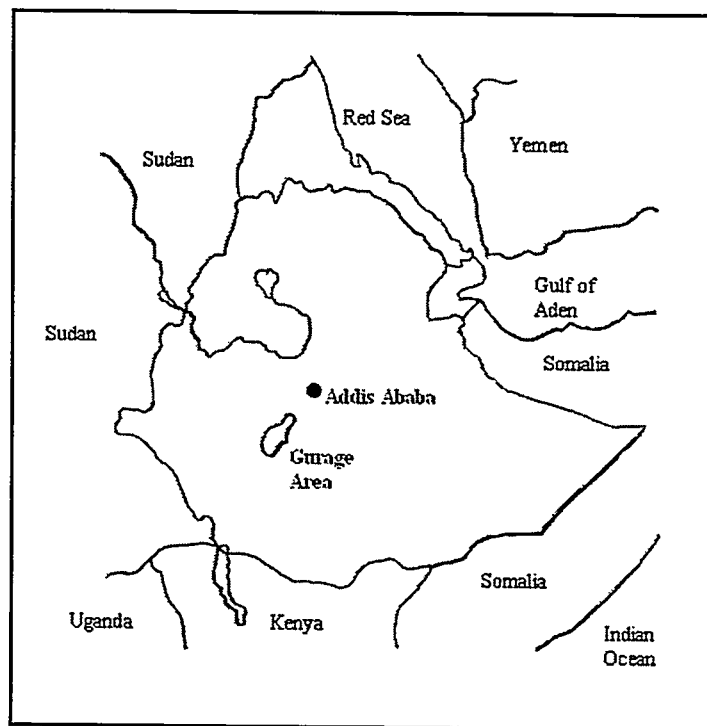 Red Sea
Sudan
Yemen
Gulf of
Aden
Sudan
Somalia
Addis Ababa
Gurage
Area
Somalia
Uganda
Kenya
Indian
Ocean